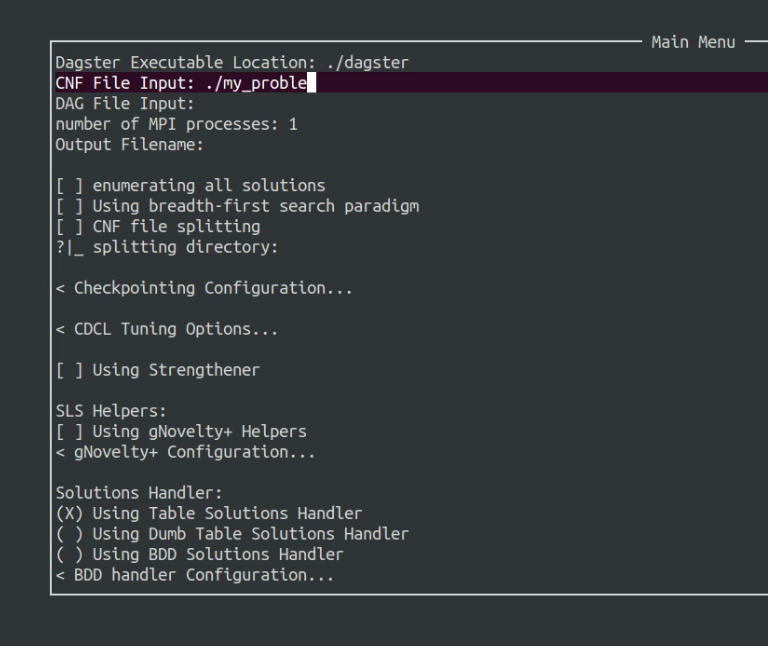 Main Menu
Dagster Executable Location: ./dagster
CNF File Input: ./my_proble
DAG File Input:
number of MPI processes: 1
Output Filename:
[ ] enumerating all solutions
[ ] Using breadth-first search paradigm
[ ] CNF file splitting
?|_ splitting directory:
< Checkpointing Configuration...
< CDCL Tuning Options...
[ ] Using Strengthener
SLS Helpers:
[ ] Using gNovelty+ Helpers
< gNovelty+ Configuration...
Solutions Handler:
(X) Using Table Solutions Handler
( ) Using Dumb Table Solutions Handler
( ) Using BDD Solutions Handler
< BDD handler Configuration...